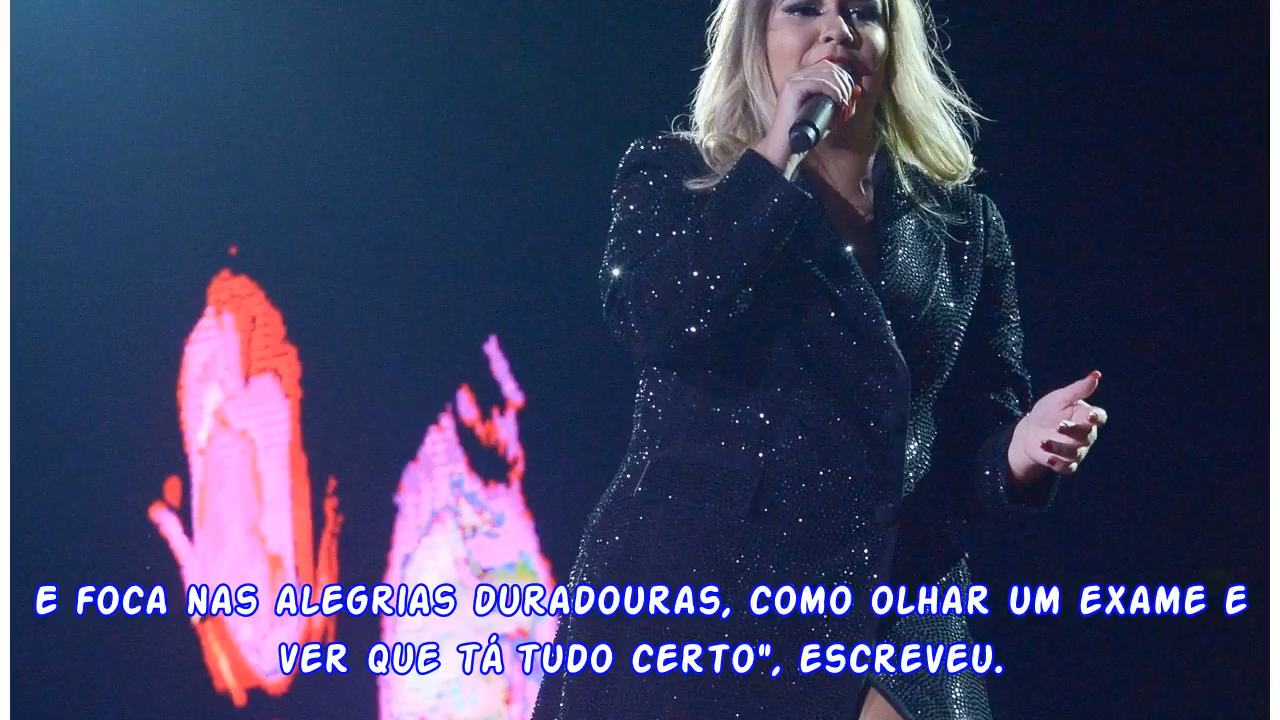 E FOCA NAS ALEGRIAS DURADOURAS, COMO OLHAR UM EXAME E
VER QUE TÁ TUDO CERTO", ESCREVEU.